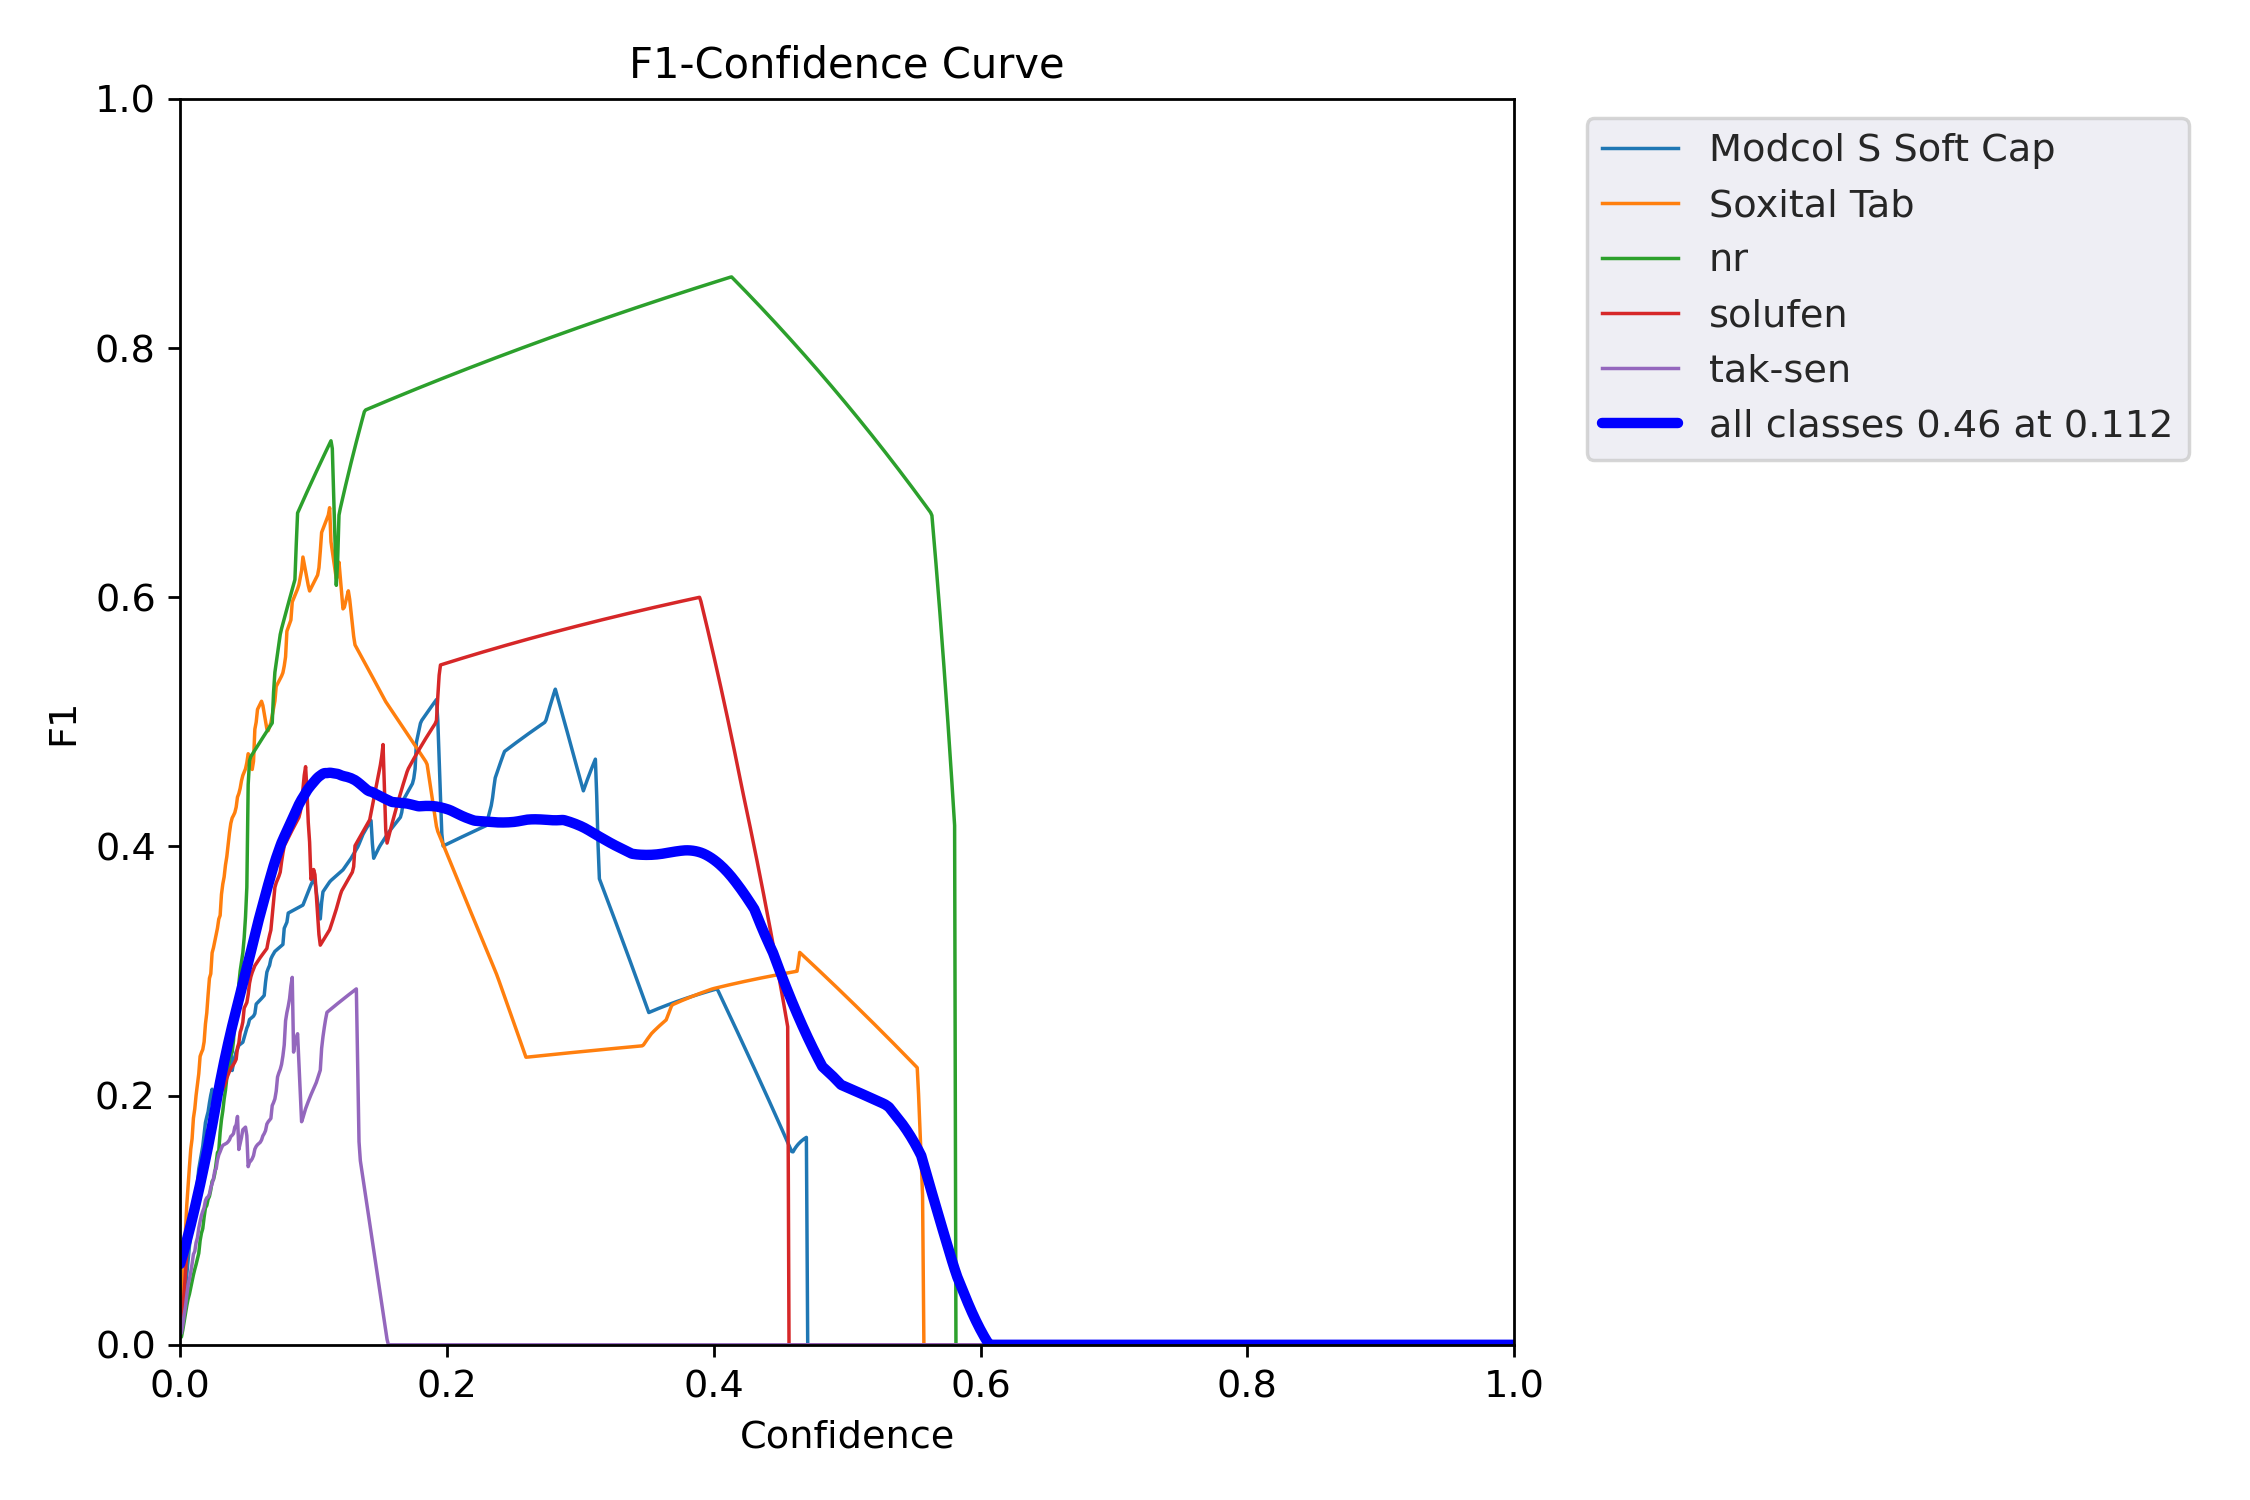 F1-Confidence Curve
1.0
0.8
0.6
0.4
0.2
0.0
F1
0.0 0.2 0.4 0.6 0.8 1.0
Confidence
Modcol S Soft Cap
Soxital Tab
nr
solufen
tak-sen
all classes 0.46 at 0.112